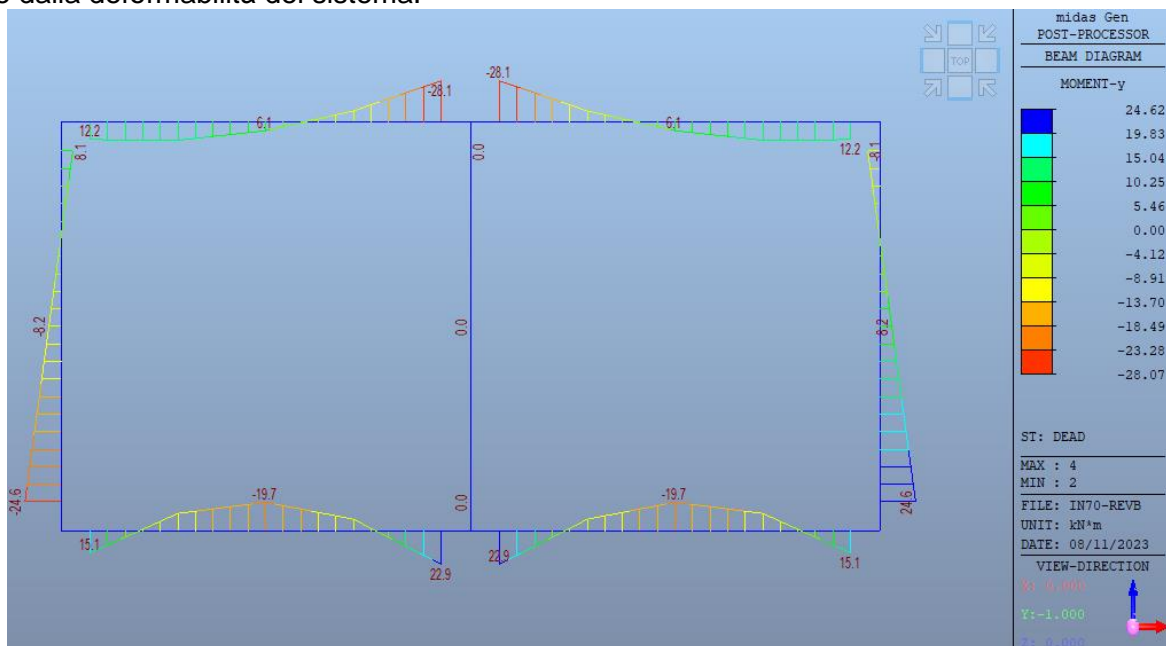 dalla deformabilità del sistema.
midas Gen
POST-PROCESSOR
BEAM DIAGRAM
MOMENT-y
24.62
19.83
15.04
10.25
5.46
0.00
-4.12
-8.91
-13.70
-18.49
-23.28
-28.07
ST: DEAD
MAX : 4
MIN : 2
FILE: IN70-REVB
UNIT: kN*m
DATE: 08/11/2023
VIEW-DIRECTION
X: 0.000
Y:-1.000
Z: 0.000
TOP
-28.1
-28.1
12.2
6.1
6.1
12.2
8.1
0.0
-8.1
-8.2
0.0
8.2
-24.6
-19.7
0.0
-19.7
24.6
15.1
22.9
22.9
15.1